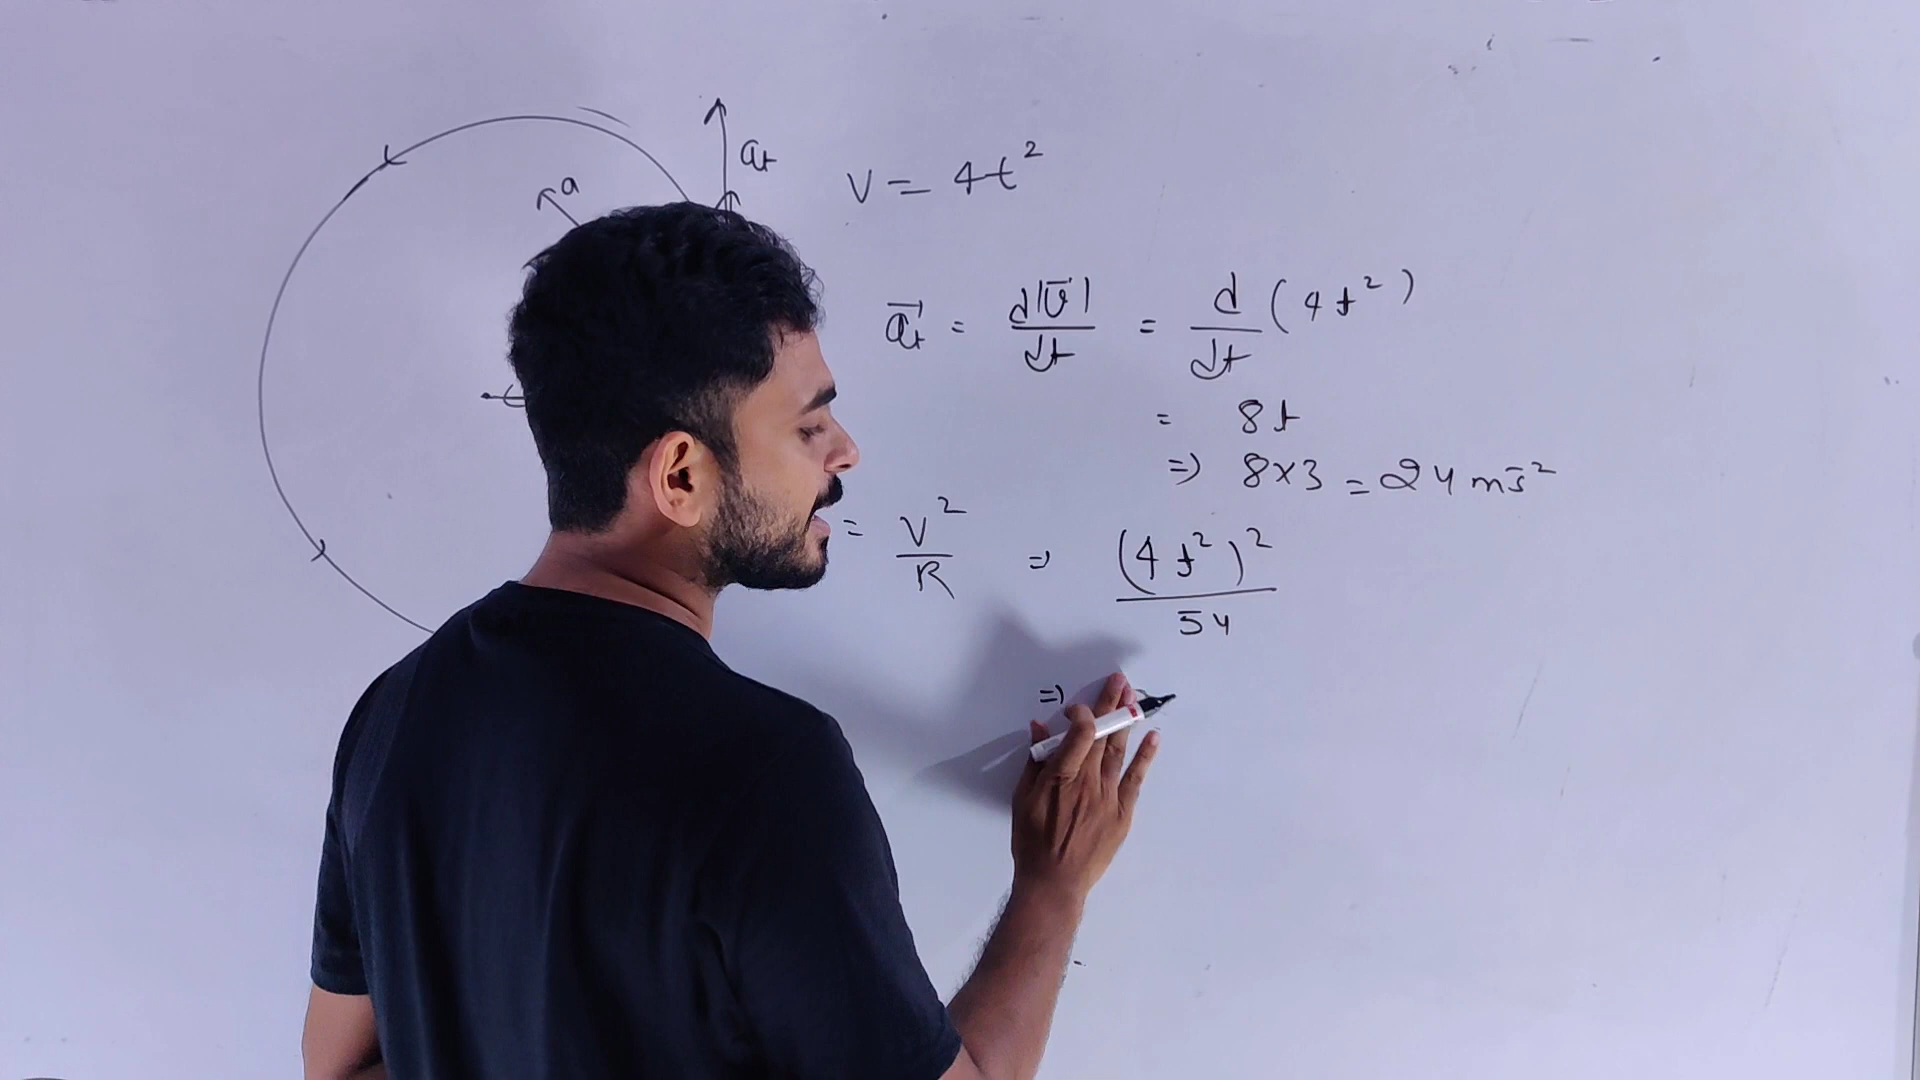 a
aₜ
v = 4t²
a⃗ₜ = d|v̄|/dt = d/dt (4t²)
= 8t
=> 8×3 = 24 ms⁻²
= v²/R => (4t²)²/54
=>